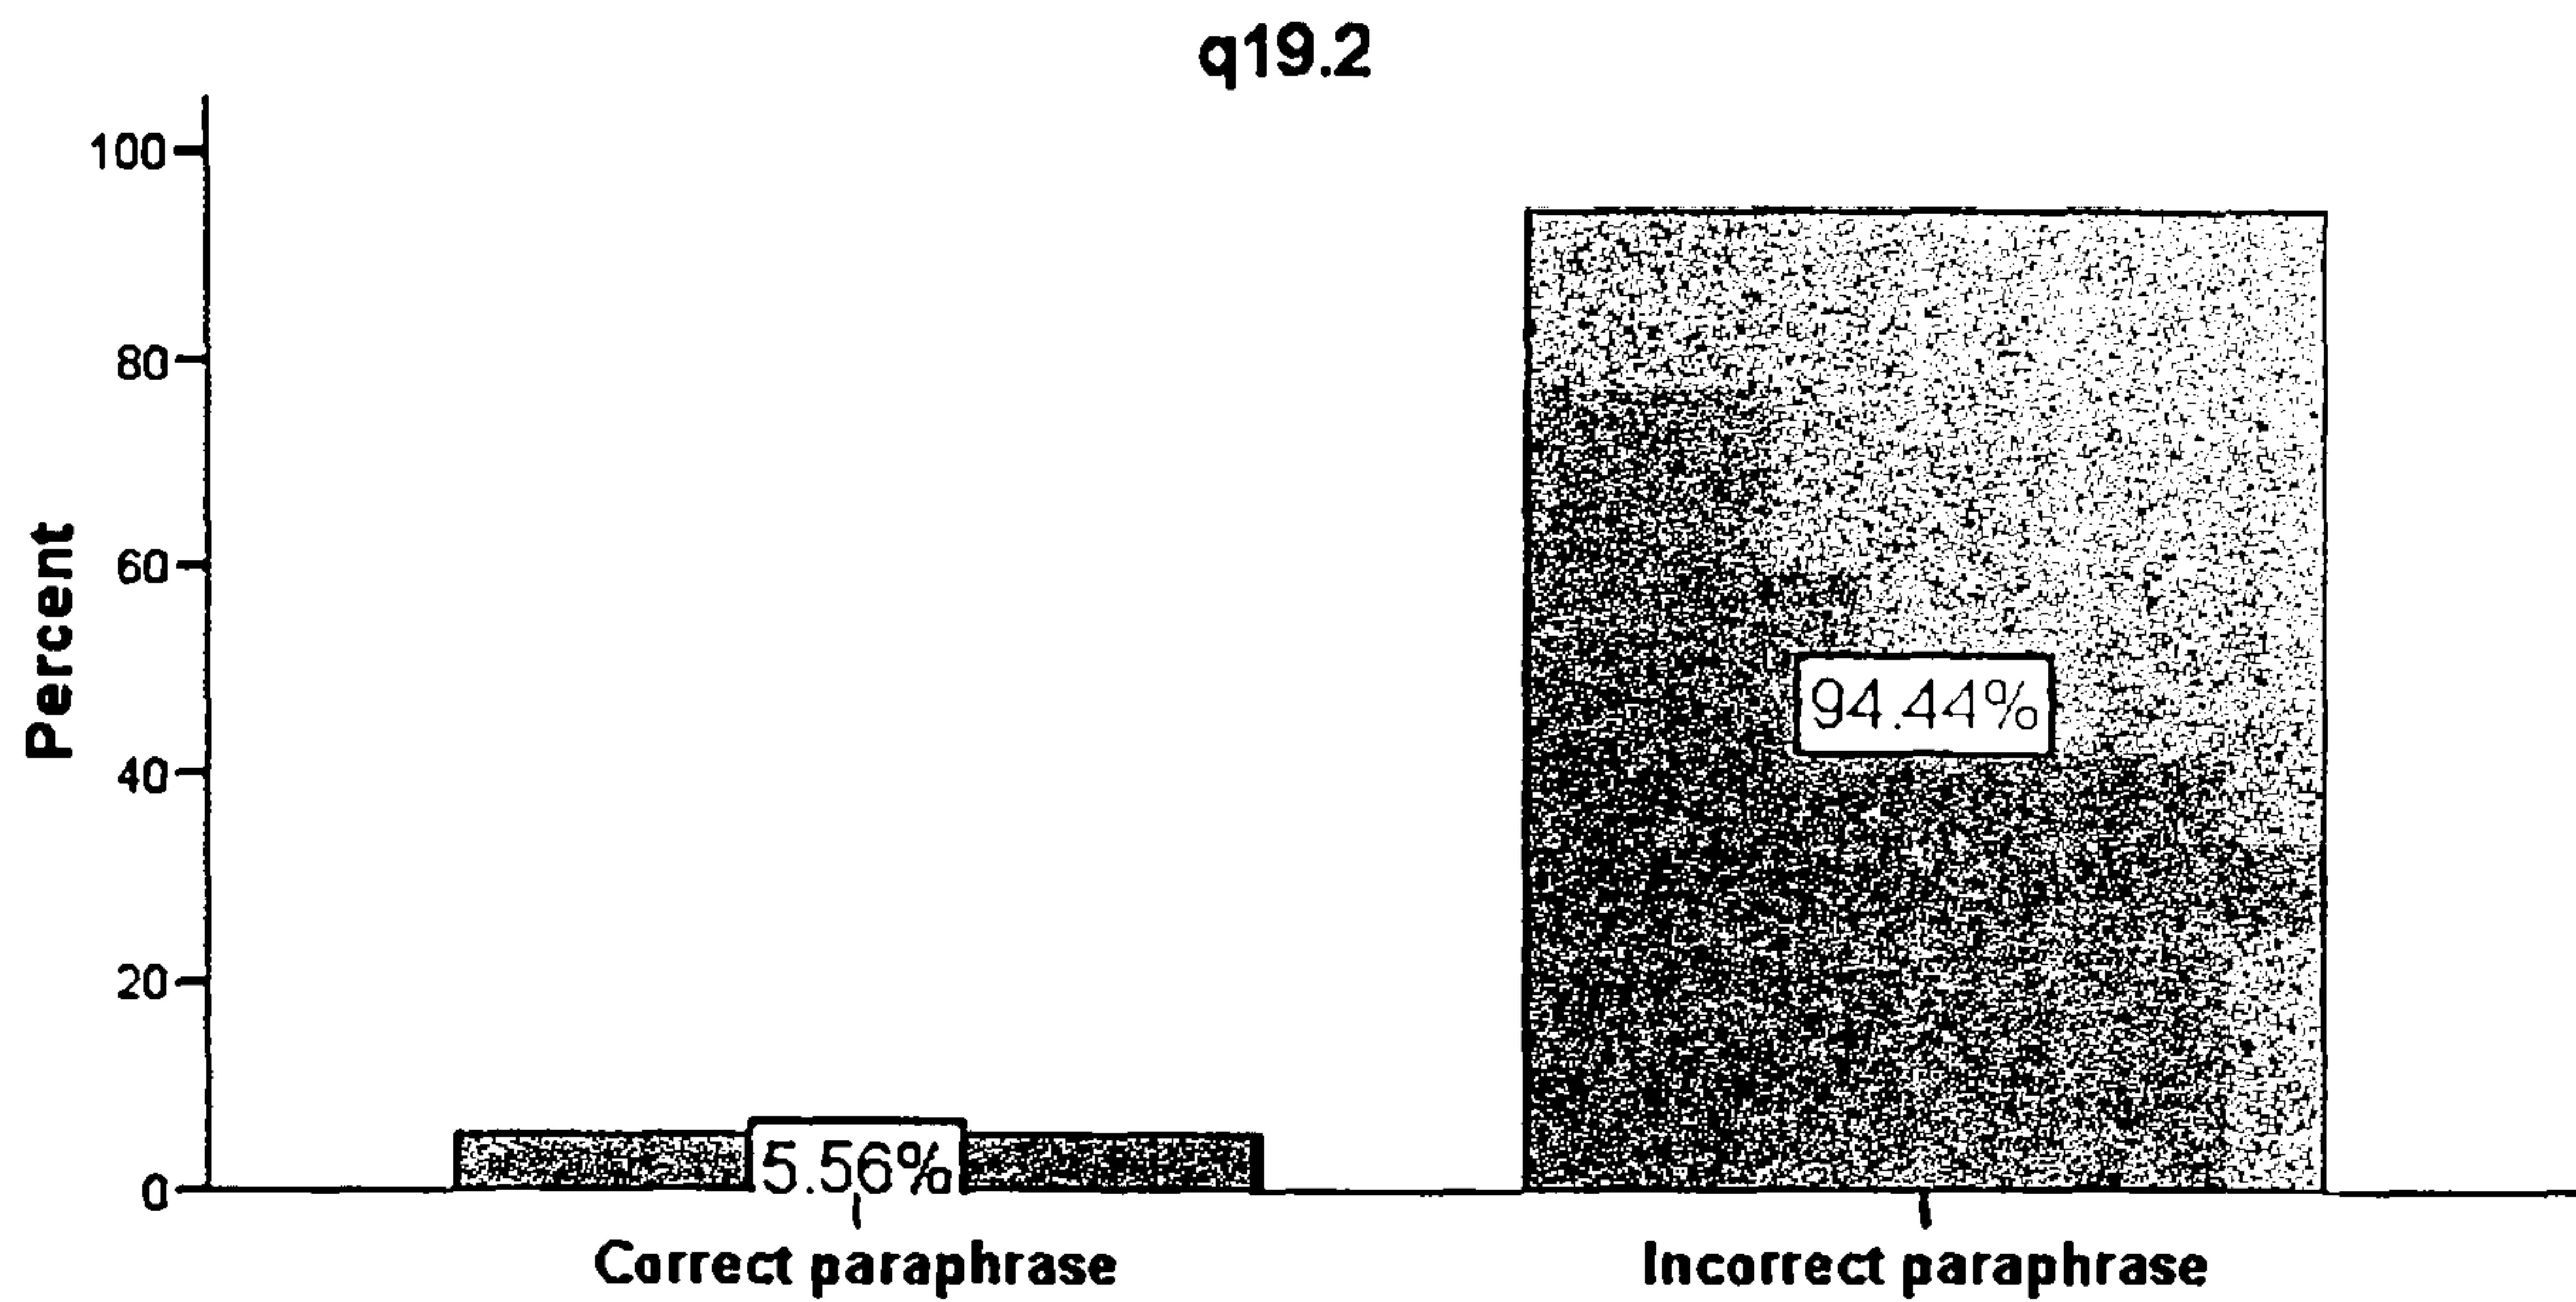 q19.2
Percent
100
80
60
40
20
0
94.44%
5.56%
Correct paraphrase
Incorrect paraphrase